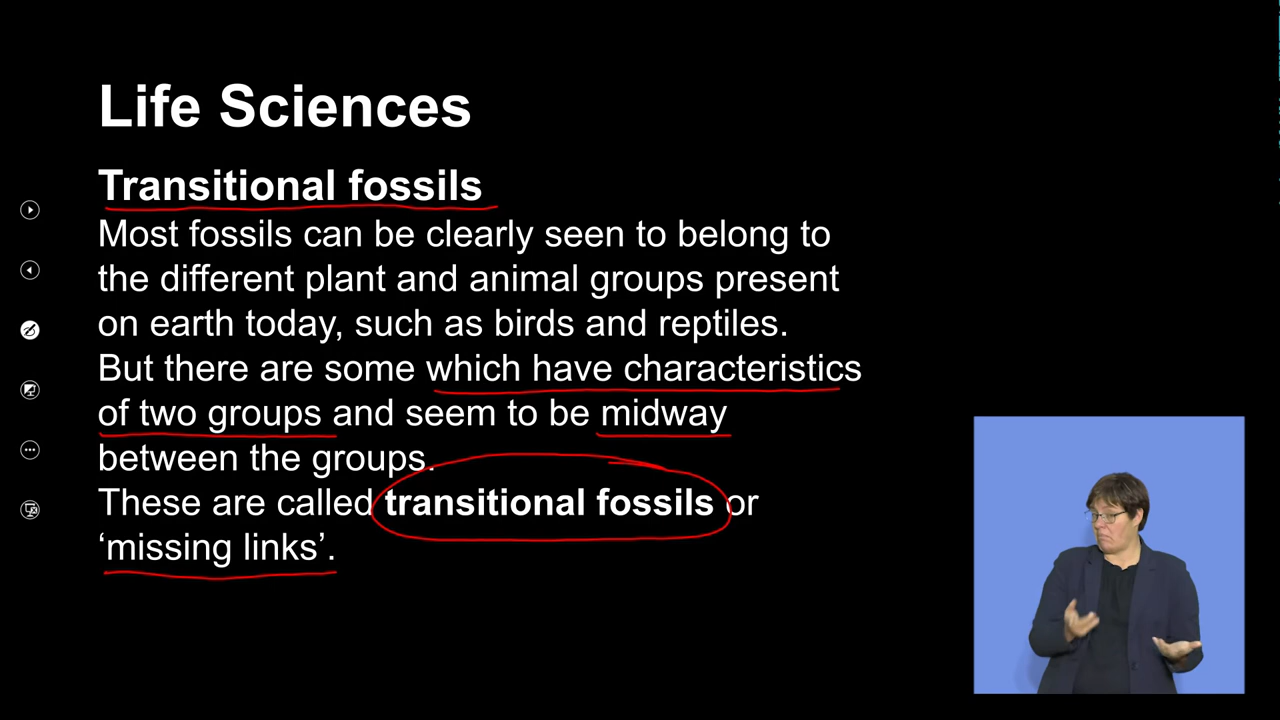 Life Sciences
Transitional fossils
Most fossils can be clearly seen to belong to
the different plant and animal groups present
on earth today, such as birds and reptiles.
But there are some which have characteristics
of two groups and seem to be midway
between the groups.
These are called transitional fossils or
‘missing links’.